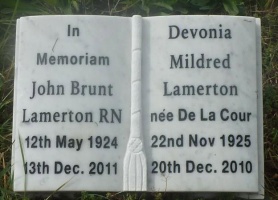 In
Memoriam
John Brunt
Lamerton RN
12th May 1924
13th Dec. 2011
Devonia
Mildred
Lamerton
née De La Cour
22nd Nov 1925
20th Dec. 2010